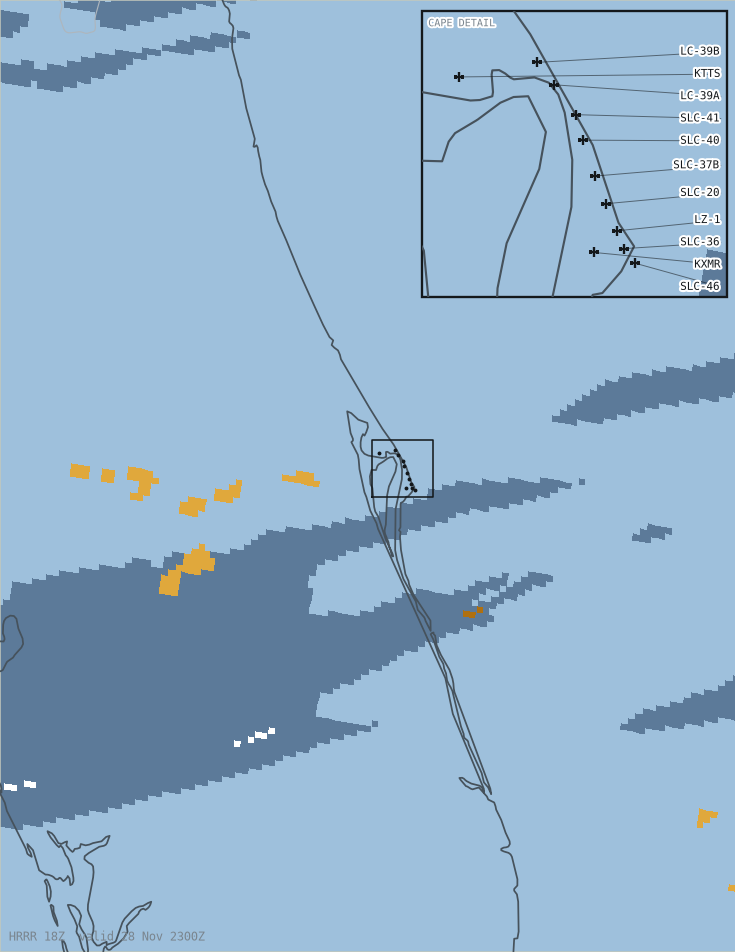 CAPE DETAIL
LC-39B
KTTS
LC-39A
SLC-41
SLC-40
SLC-37B
SLC-20
LZ-1
SLC-36
KXMR
SLC-46
HRRR 18Z valid 28 Nov 2300Z